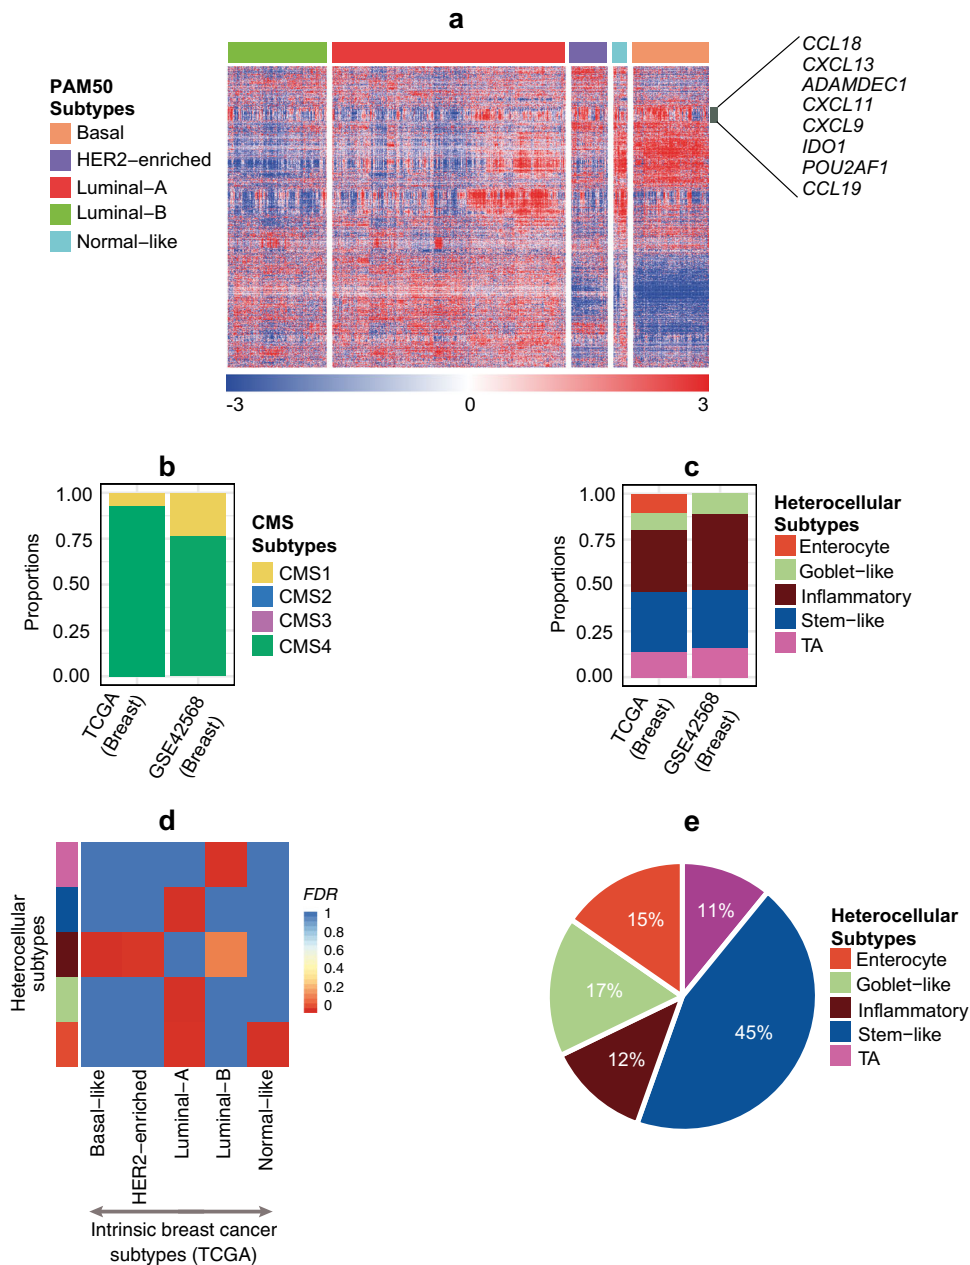 a
PAM50
Subtypes
Basal
HER2−enriched
Luminal−A
Luminal−B
Normal−like
CCL18
CXCL13
ADAMDEC1
CXCL11
CXCL9
IDO1
POU2AF1
CCL19
-3
0
3
b
Proportions
1.00
0.75
0.50
0.25
0.00
TCGA
(Breast)
GSE42568
(Breast)
CMS
Subtypes
CMS1
CMS2
CMS3
CMS4
c
Proportions
1.00
0.75
0.50
0.25
0.00
TCGA
(Breast)
GSE42568
(Breast)
Heterocellular
Subtypes
Enterocyte
Goblet−like
Inflammatory
Stem−like
TA
d
Heterocellular
subtypes
FDR
1
0.8
0.6
0.4
0.2
0
Basal−like
HER2−enriched
Luminal−A
Luminal−B
Normal−like
Intrinsic breast cancer
subtypes (TCGA)
e
15%
11%
17%
45%
12%
Heterocellular
Subtypes
Enterocyte
Goblet−like
Inflammatory
Stem−like
TA